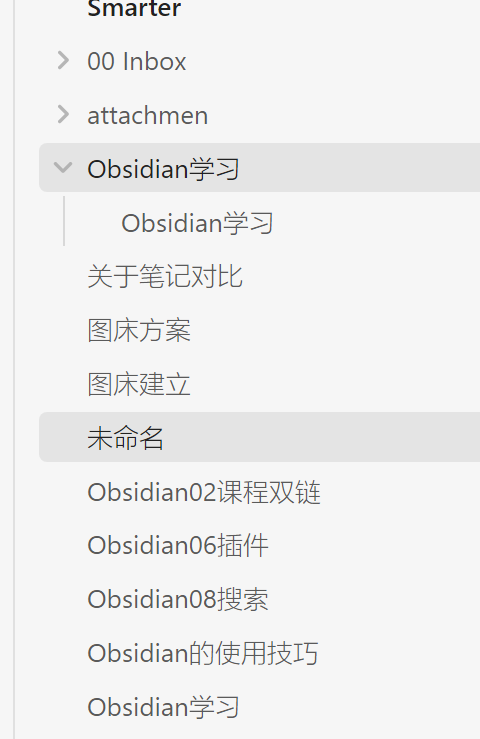 Smarter
00 Inbox
attachmen
Obsidian学习
Obsidian学习
关于笔记对比
图床方案
图床建立
未命名
Obsidian02课程双链
Obsidian06插件
Obsidian08搜索
Obsidian的使用技巧
Obsidian学习